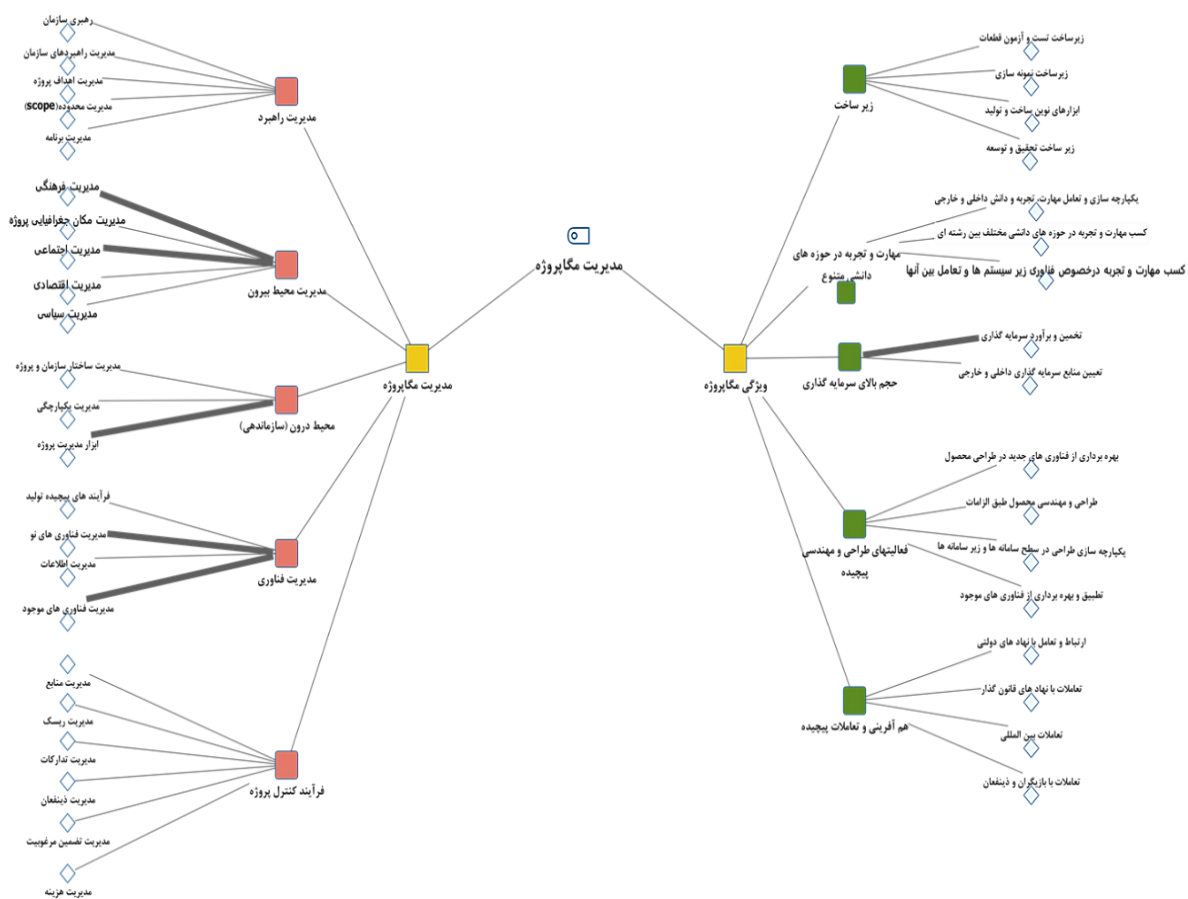 مدیریت مگاپروژه
ویژگی مگاپروژه
زیر ساخت
زیرساخت تست و آزمون قطعات
زیرساخت نمونه سازی
ابزارهای نوین ساخت و تولید
زیر ساخت تحقیق و توسعه
مهارت و تجربه در حوزه های
دانشی متنوع
یکپارچه سازی و تعامل مهارت، تجربه و دانش داخلی و خارجی
کسب مهارت و تجربه در حوزه های دانشی مختلف بین رشته ای
کسب مهارت و تجربه درخصوص فناوری زیر سیستم ها و تعامل بین آنها
حجم بالای سرمایه گذاری
تخمین و برآورد سرمایه گذاری
تعیین منابع سرمایه گذاری داخلی و خارجی
فعالیتهای طراحی و مهندسی
پیچیده
بهره برداری از فناوری های جدید در طراحی محصول
طراحی و مهندسی محصول طبق الزامات
یکپارچه سازی طراحی در سطح سامانه ها و زیر سامانه ها
تطبیق و بهره برداری از فناوری های موجود
هم آفرینی و تعاملات پیچیده
ارتباط و تعامل با نهاد های دولتی
تعاملات با نهاد های قانون گذار
تعاملات بین المللی
تعاملات با بازیگران و ذینفعان
مدیریت مگاپروژه
مدیریت راهبرد
رهبری سازمان
مدیریت راهبردهای سازمان
مدیریت اهداف پروژه
مدیریت محدوده(scope)
مدیریت برنامه
مدیریت محیط بیرون
مدیریت فرهنگی
مدیریت مکان جغرافیایی پروژه
مدیریت اجتماعی
مدیریت اقتصادی
مدیریت سیاسی
محیط درون (سازماندهی)
مدیریت ساختار سازمان و پروژه
مدیریت یکپارچگی
ابزار مدیریت پروژه
مدیریت فناوری
فرآیند های پیچیده تولید
مدیریت فناوری های نو
مدیریت اطلاعات
مدیریت فناوری های موجود
فرآیند کنترل پروژه
مدیریت منابع
مدیریت ریسک
مدیریت تدارکات
مدیریت ذینفعان
مدیریت تضمین مرغوبیت
مدیریت هزینه